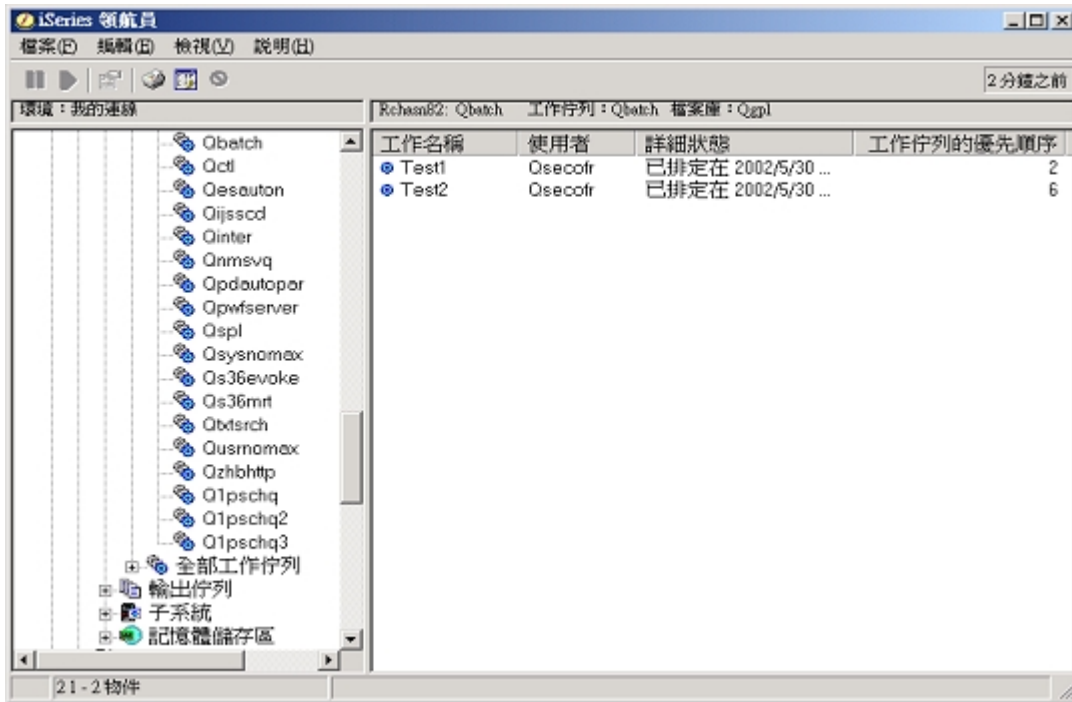 iSeries 領航員
檔案(F) 編輯(E) 檢視(V) 說明(H)
2 分鐘之前
環境：我的連線
Rchasm82: Qbatch 工作佇列：Qbatch 檔案庫：Qgpl
Qbatch
Qctl
Qesauton
Qijsscd
Qinter
Qnmsvq
Qpdautopar
Qpwfserver
Qspl
Qsysnomax
Qs36evoke
Qs36mrt
Qtxtsrch
Qusrnomax
Qzhbhttp
Q1pschq
Q1pschq2
Q1pschq3
全部工作佇列
輸出佇列
子系統
記憶體儲存區
工作名稱 使用者 詳細狀態 工作佇列的優先順序
Test1 Qsecofr 已排定在 2002/5/30 ... 2
Test2 Qsecofr 已排定在 2002/5/30 ... 6
2 1 - 2 物件